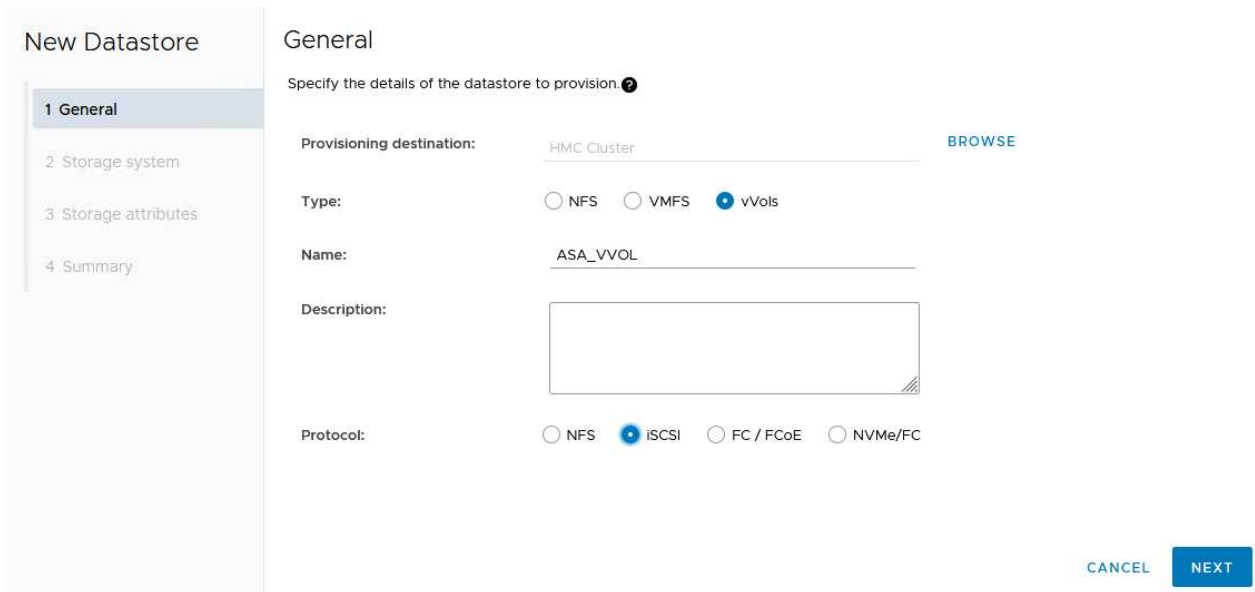 New Datastore
1 General
2 Storage system
3 Storage attributes
4 Summary
General
Specify the details of the datastore to provision.?
Provisioning destination:
HMC Cluster
BROWSE
Type:
NFS VMFS vVols
Name:
ASA_VVOL
Description:
Protocol:
NFS iSCSI FC / FCoE NVMe/FC
CANCEL NEXT